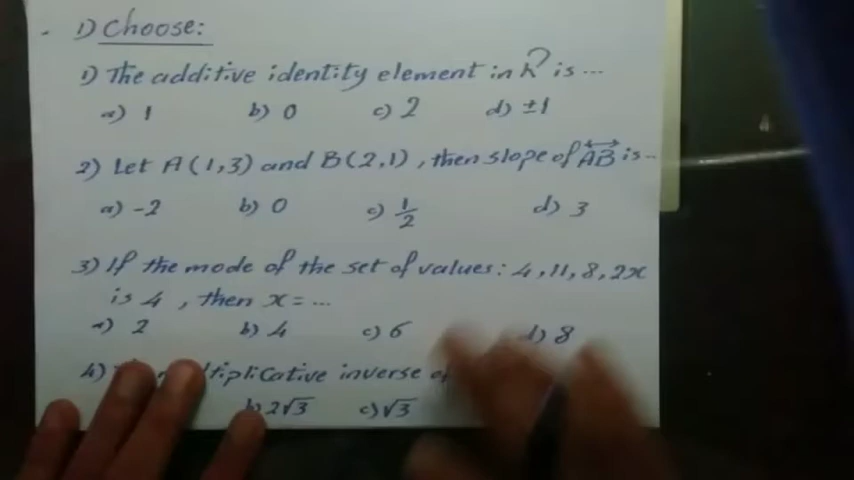 1) Choose:
1) The additive identity element in R is ...
a) 1 b) 0 c) 2 d) ±1
2) Let A(1,3) and B(2,1), then slope of AB is ...
a) -2 b) 0 c) 1/2 d) 3
3) If the mode of the set of values: 4, 11, 8, 2x
is 4, then x = ...
a) 2 b) 4 c) 6 d) 8
4) inverse
b) 2√3 c) √3